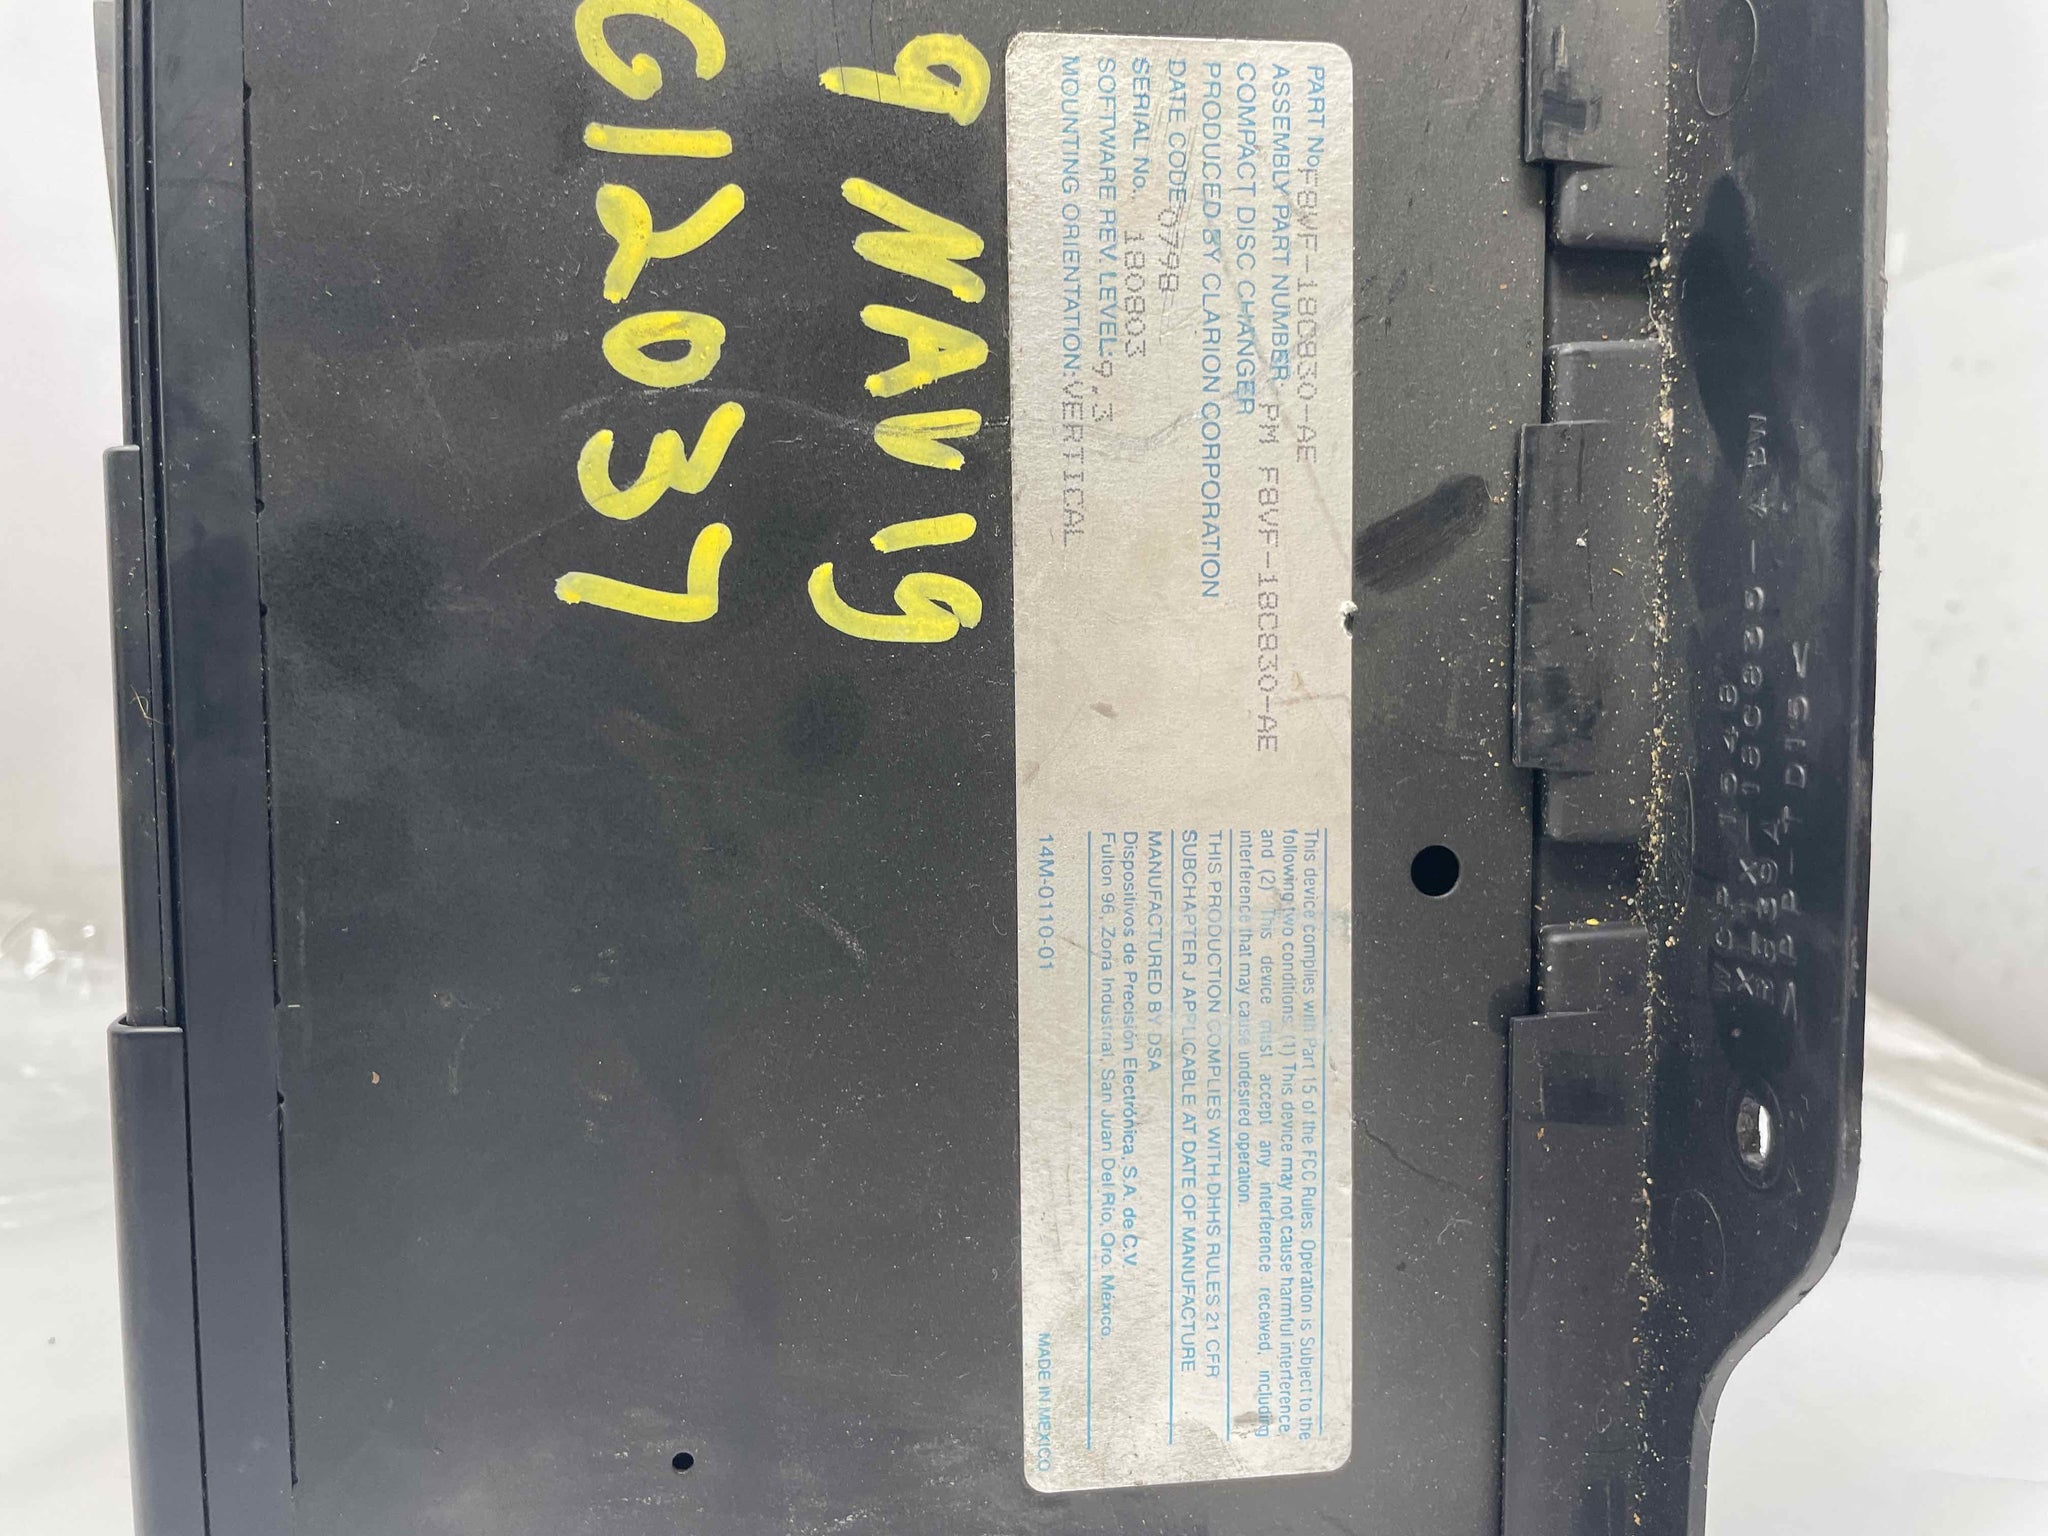 PART No F8VF-18C830-AE
ASSEMBLY PART NUMBER. PM F8VF-18C830-AE
COMPACT DISC CHANGER
PRODUCED BY CLARION CORPORATION
DATE CODE 0798
SERIAL No. 180803
SOFTWARE REV LEVEL:9.3
MOUNTING ORIENTATION:VERTICAL
This device complies with Part 15 of the FCC Rules. Operation is Subject to the
following two conditions: (1) This device may not cause harmful interference,
and (2) This device must accept any interference received, including
interference that may cause undesired operation.
THIS PRODUCTION COMPLIES WITH DHHS RULES 21 CFR
SUBCHAPTER J APPLICABLE AT DATE OF MANUFACTURE
MANUFACTURED BY DSA
Dispositivos de Precisión Electrónica, S.A. de C.V.
Fulton 96, Zona Industrial, San Juan Del Río, Qro. México.
14M-0110-01
MADE IN MEXICO
9 NAVIG
G12037